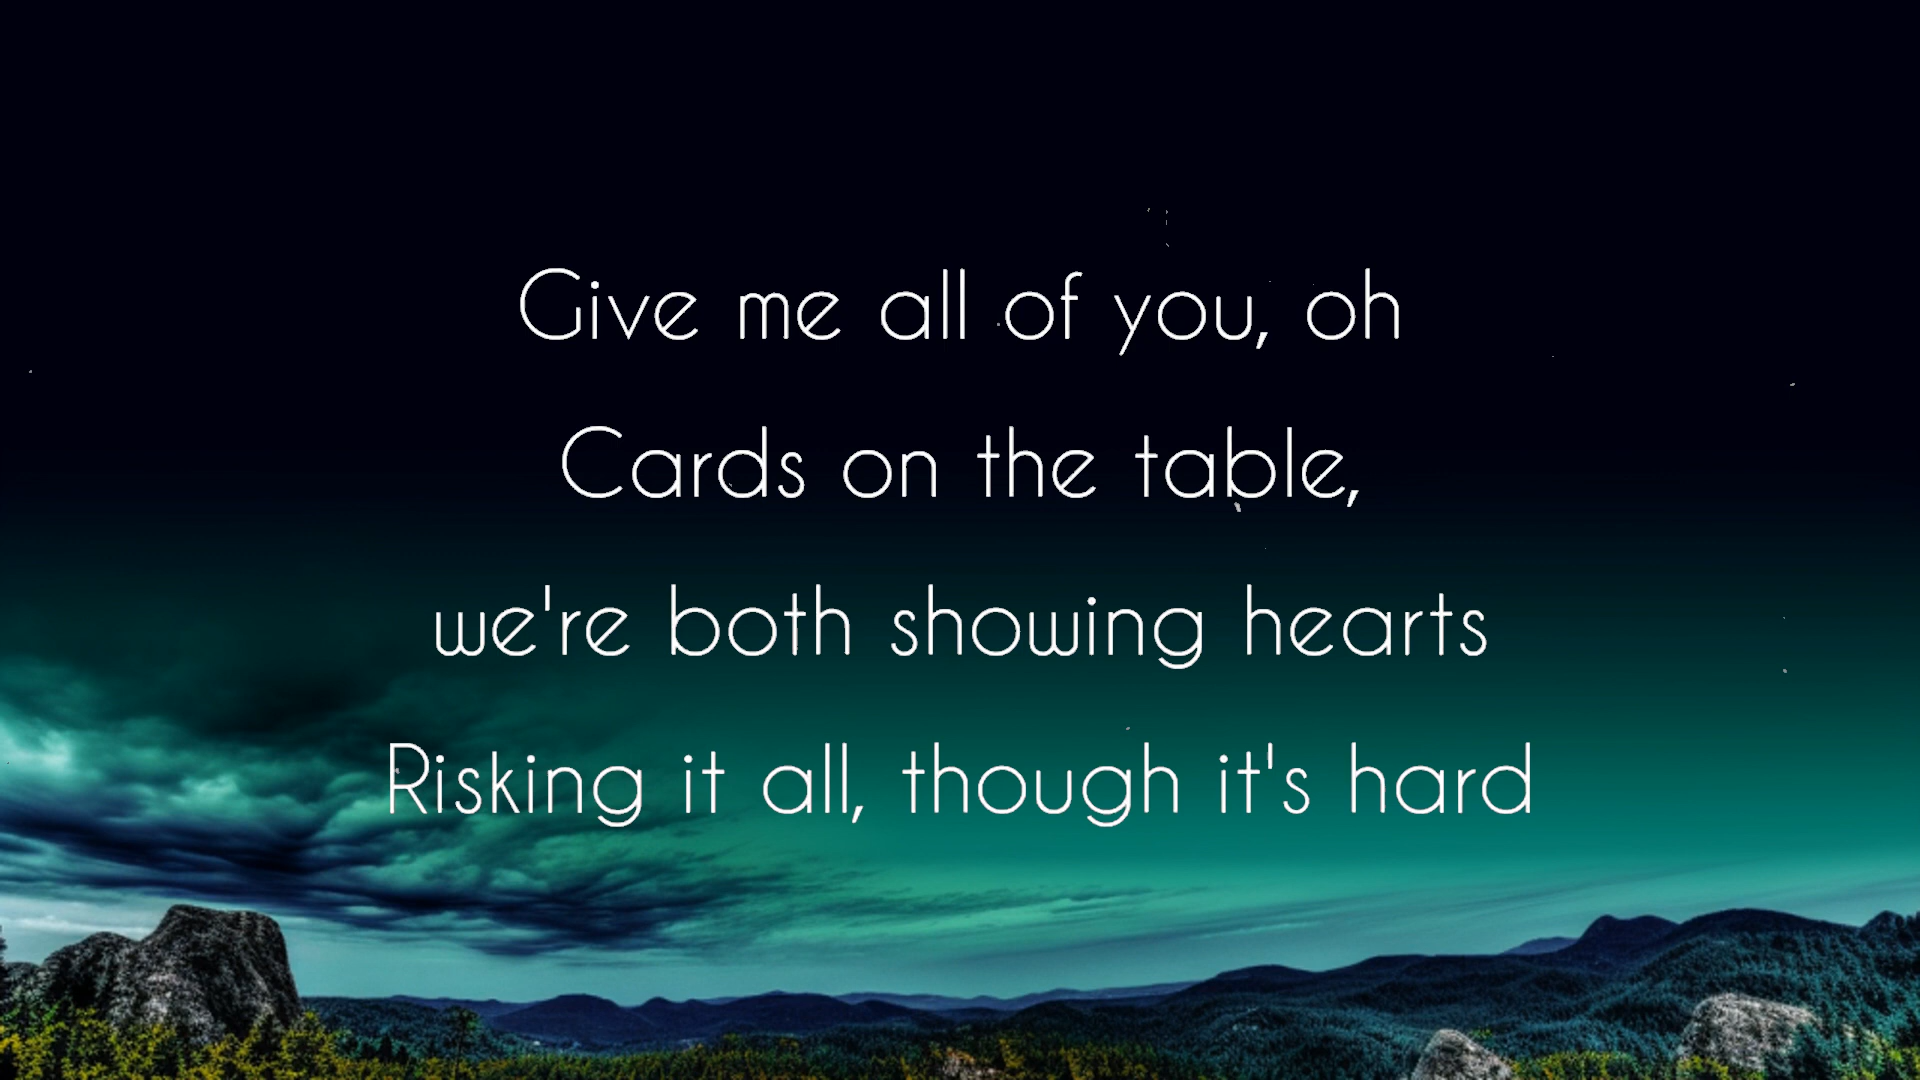 Give me all of you, oh
Cards on the table,
we're both showing hearts
Risking it all, though it's hard